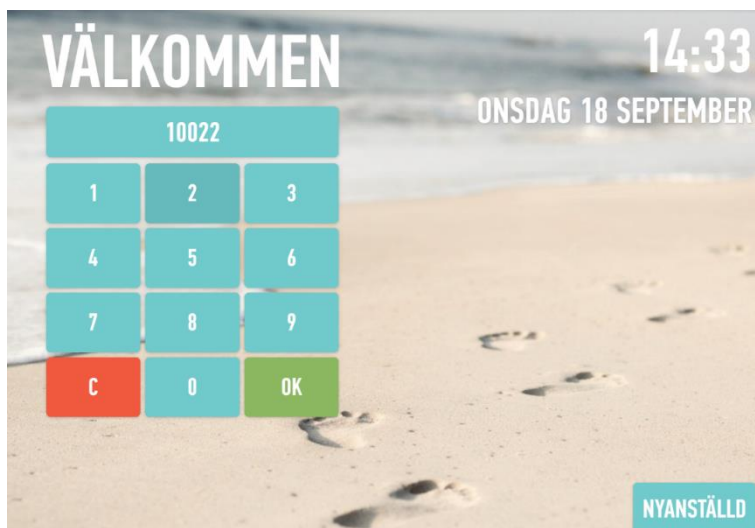 VÄLKOMMEN
14:33
ONSDAG 18 SEPTEMBER
10022
1 2 3
4 5 6
7 8 9
C 0 OK
NYANSTÄLLD